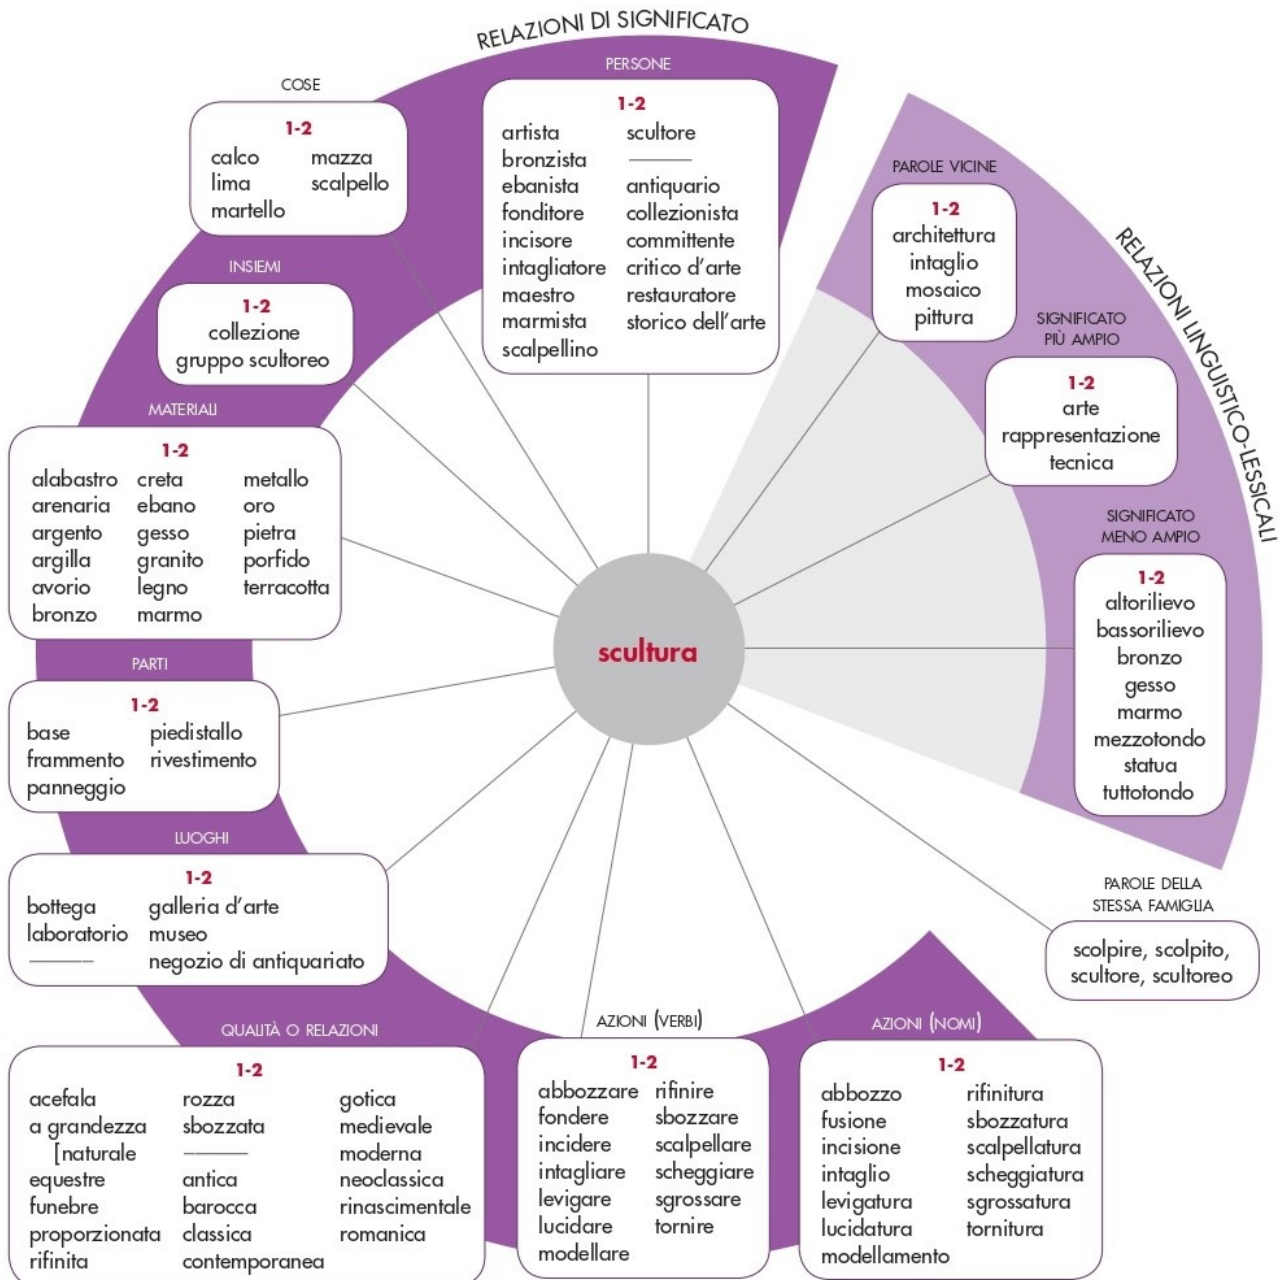 RELAZIONI DI SIGNIFICATO
PERSONE
1-2
artista
bronzista
ebanista
fonditore
incisore
intagliatore
maestro
marmista
scalpellino
scultore
antiquario
collezionista
committente
critico d'arte
restauratore
storico dell'arte
COSE
1-2
calco
lima
martello
mazza
scalpello
INSIEMI
1-2
collezione
gruppo scultoreo
MATERIALI
1-2
alabastro
arenaria
argento
argilla
avorio
bronzo
creta
ebano
gesso
granito
legno
marmo
metallo
oro
pietra
porfido
terracotta
PARTI
1-2
base
frammento
panneggio
piedistallo
rivestimento
LUOGHI
1-2
bottega
laboratorio
galleria d'arte
museo
negozio di antiquariato
QUALITÀ O RELAZIONI
1-2
acefala
a grandezza
[naturale
equestre
funebre
proporzionata
rifinita
rozza
sbozzata
antica
barocca
classica
contemporanea
gotica
medievale
moderna
neoclassica
rinascimentale
romanica
AZIONI (VERBI)
1-2
abbozzare
fondere
incidere
intagliare
levigare
lucidare
modellare
rifinire
sbozzare
scalpellare
scheggiare
sgrossare
tornire
AZIONI (NOMI)
1-2
abbozzo
fusione
incisione
intaglio
levigatura
lucidatura
modellamento
rifinitura
sbozzatura
scalpellatura
scheggiatura
sgrossatura
tornitura
scultura
RELAZIONI LINGUISTICO-LESSICALI
PAROLE VICINE
1-2
architettura
intaglio
mosaico
pittura
SIGNIFICATO
PIÙ AMPIO
1-2
arte
rappresentazione
tecnica
SIGNIFICATO
MENO AMPIO
1-2
altorilievo
bassorilievo
bronzo
gesso
marmo
mezzotondo
statua
tuttotondo
PAROLE DELLA
STESSA FAMIGLIA
scolpire, scolpito,
scultore, scultoreo